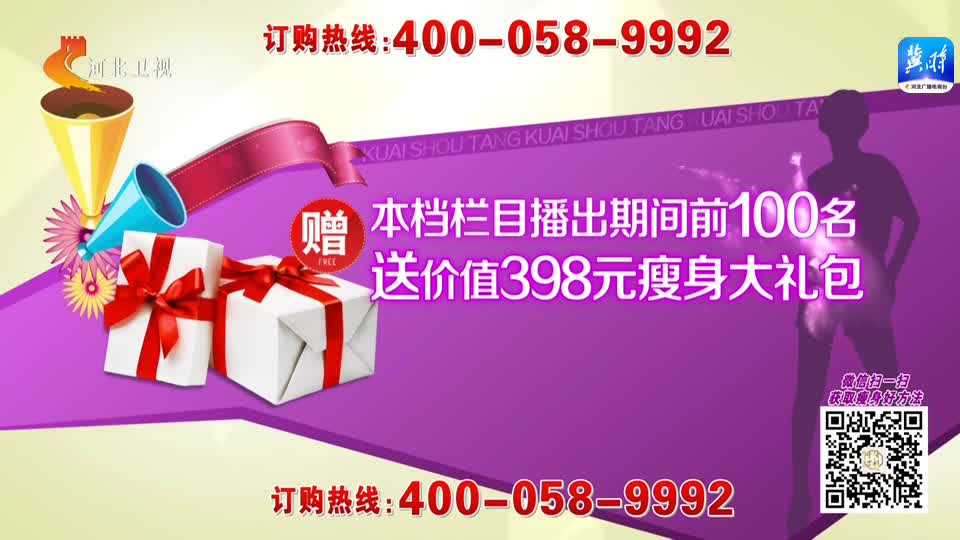 订购热线:400-058-9992
河北卫视
冀时
河北广播电视台
KUAI SHOU TANG KUAI SHOU TANG KUAI SHOU TA
赠
FREE
本档栏目播出期间前100名
送价值398元瘦身大礼包
微信扫一扫
获取瘦身好方法
订购热线:400-058-9992